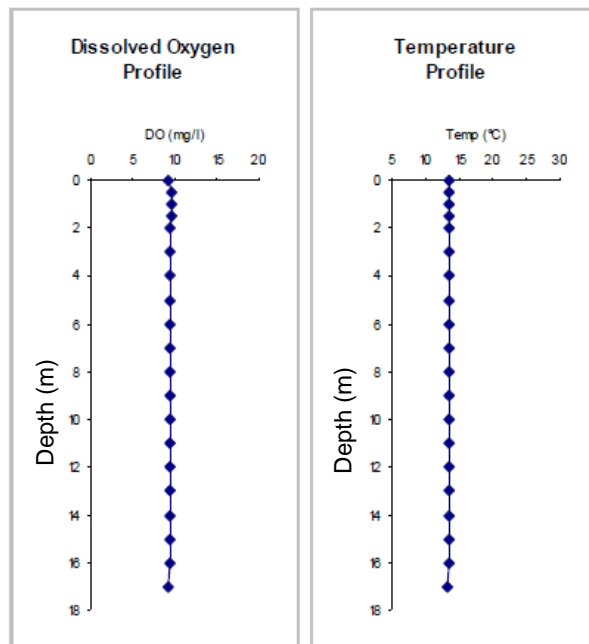 Dissolved Oxygen
Profile
DO (mg/l)
0 5 10 15 20
0
2
4
6
8
10
12
14
16
18
Depth (m)
Temperature
Profile
Temp (°C)
5 10 15 20 25 30
0
2
4
6
8
10
12
14
16
18
Depth (m)